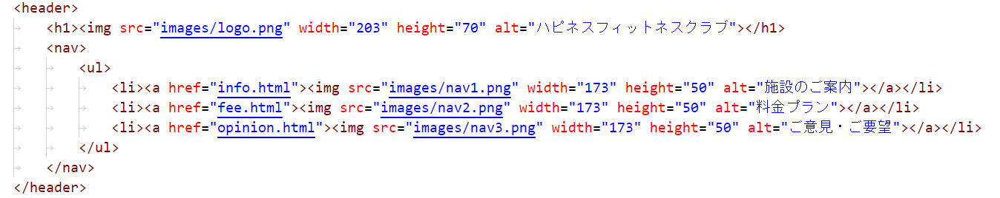 <header>
<h1><img src="images/logo.png" width="203" height="70" alt="ハピネスフィットネスクラブ"></h1>
<nav>
<ul>
<li><a href="info.html"><img src="images/nav1.png" width="173" height="50" alt="施設のご案内"></a></li>
<li><a href="fee.html"><img src="images/nav2.png" width="173" height="50" alt="料金プラン"></a></li>
<li><a href="opinion.html"><img src="images/nav3.png" width="173" height="50" alt="ご意見・ご要望"></a></li>
</ul>
</nav>
</header>